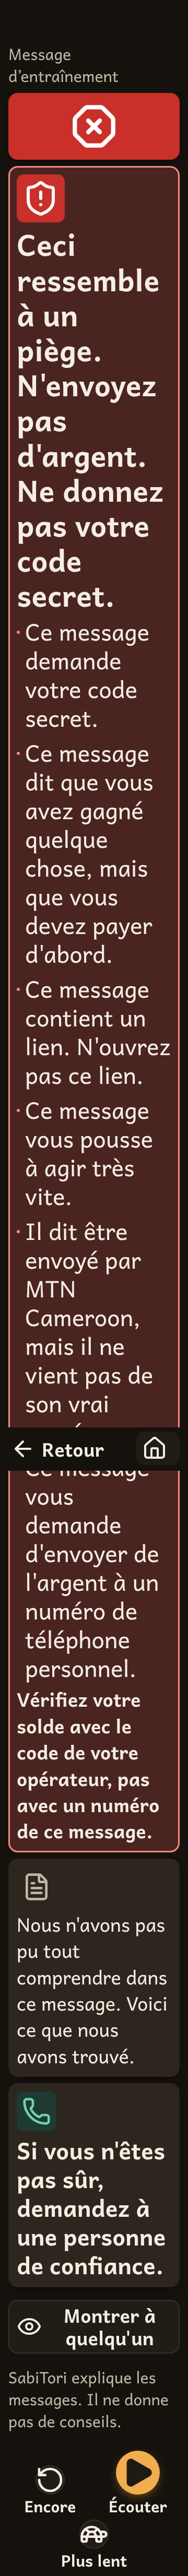 Message
d'entraînement
Ceci
ressemble
à un
piège.
N'envoyez
pas
d'argent.
Ne donnez
pas votre
code
secret.
· Ce message
demande
votre code
secret.
· Ce message
dit que vous
avez gagné
quelque
chose, mais
que vous
devez payer
d'abord.
· Ce message
contient un
lien. N'ouvrez
pas ce lien.
· Ce message
vous pousse
à agir très
vite.
· Il dit être
envoyé par
MTN
Cameroon,
mais il ne
vient pas de
son vrai
← Retour
Ce message
vous
demande
d'envoyer de
l'argent à un
numéro de
téléphone
personnel.
Vérifiez votre
solde avec le
code de votre
opérateur, pas
avec un numéro
de ce message.
Nous n'avons pas
pu tout
comprendre dans
ce message. Voici
ce que nous
avons trouvé.
Si vous n'êtes
pas sûr,
demandez à
une personne
de confiance.
Montrer à
quelqu'un
SabiTori explique les
messages. Il ne donne
pas de conseils.
Encore
Écouter
Plus lent